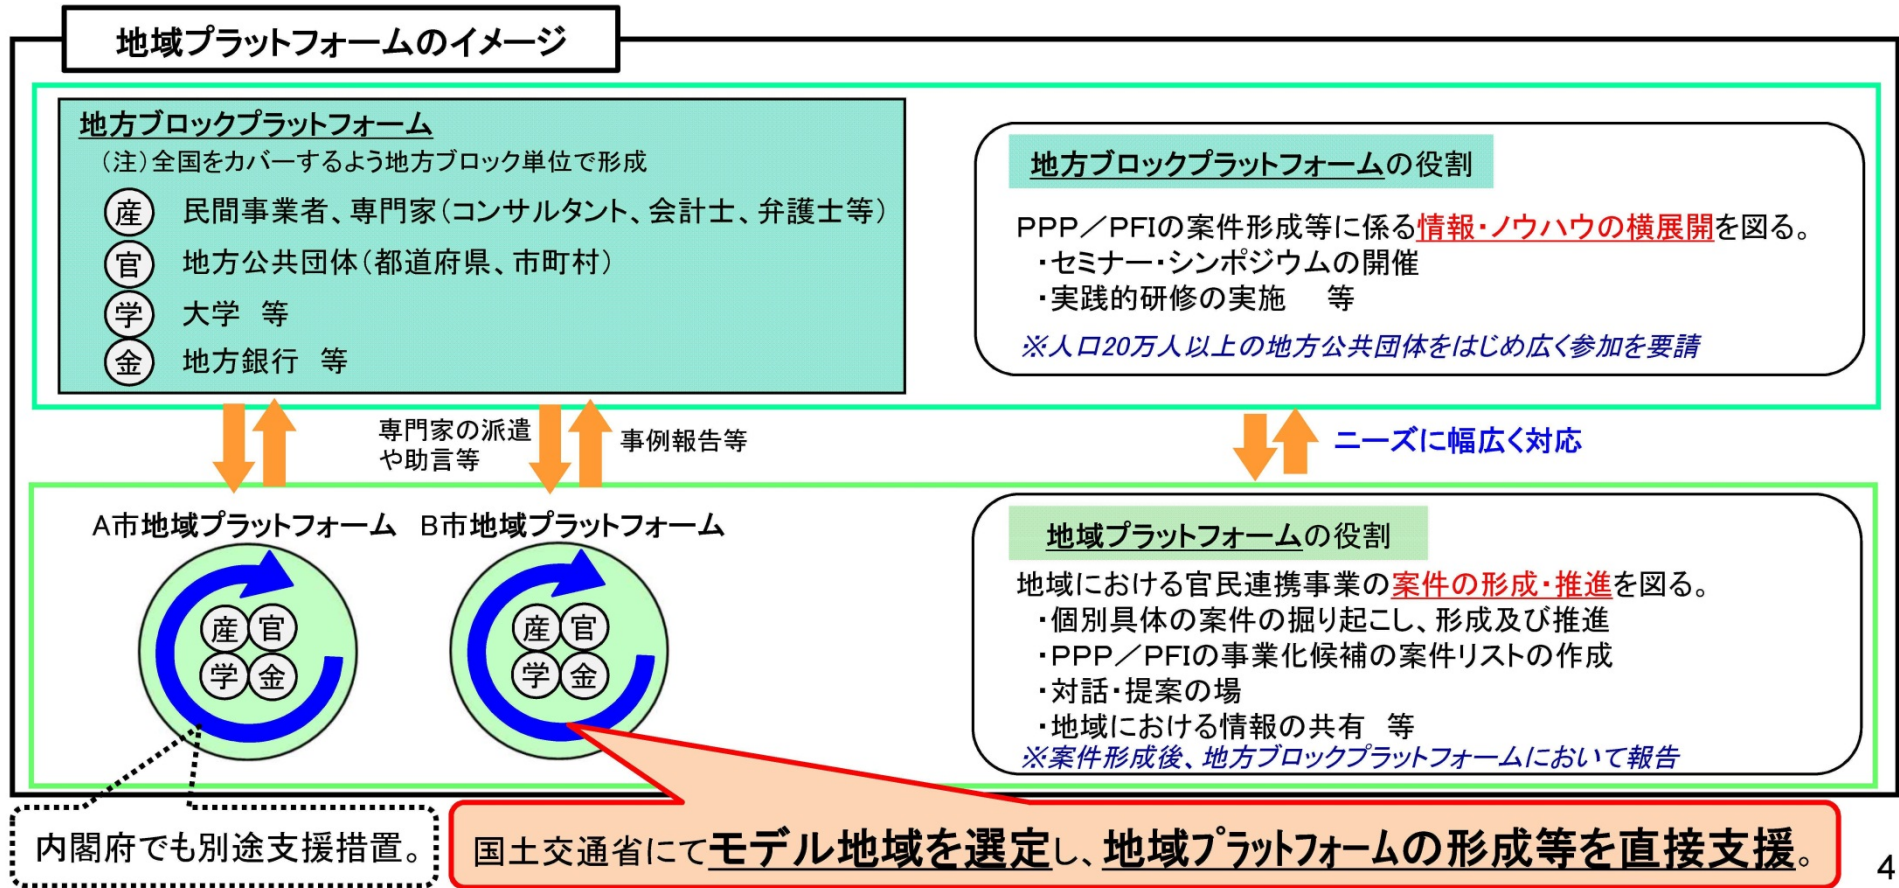 地域プラットフォームのイメージ
地方ブロックプラットフォーム
（注）全国をカバーするよう地方ブロック単位で形成
産 民間事業者、専門家（コンサルタント、会計士、弁護士等）
官 地方公共団体（都道府県、市町村）
学 大学 等
金 地方銀行 等
地方ブロックプラットフォームの役割
PPP／PFIの案件形成等に係る情報・ノウハウの横展開を図る。
・セミナー・シンポジウムの開催
・実践的研修の実施 等
※人口20万人以上の地方公共団体をはじめ広く参加を要請
専門家の派遣
や助言等
事例報告等
ニーズに幅広く対応
A市地域プラットフォーム
産 官
学 金
B市地域プラットフォーム
産 官
学 金
地域プラットフォームの役割
地域における官民連携事業の案件の形成・推進を図る。
・個別具体の案件の掘り起こし、形成及び推進
・PPP／PFIの事業化候補の案件リストの作成
・対話・提案の場
・地域における情報の共有 等
※案件形成後、地方ブロックプラットフォームにおいて報告
内閣府でも別途支援措置。
国土交通省にてモデル地域を選定し、地域プラットフォームの形成等を直接支援。
4